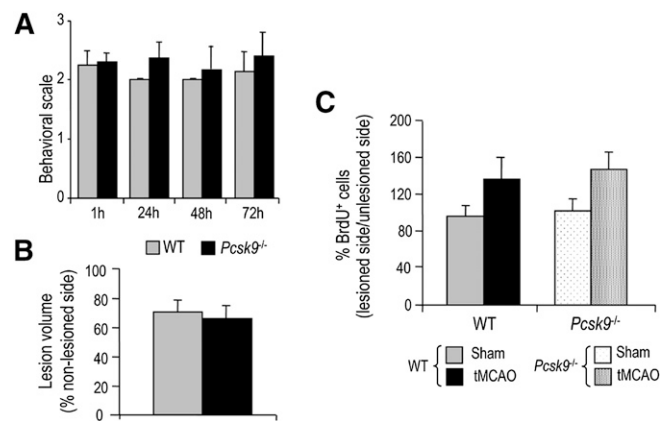 A
Behavioral scale
3
2
1
0
1h 24h 48h 72h
WT Pcsk9-/-
B
Lesion volume
(% non-lesioned side)
100
80
60
40
20
0
C
% BrdU+ cells
(lesioned side/unlesioned side)
200
160
120
80
40
0
WT Pcsk9-/-
WT { Sham Pcsk9-/- { Sham
tMCAO tMCAO